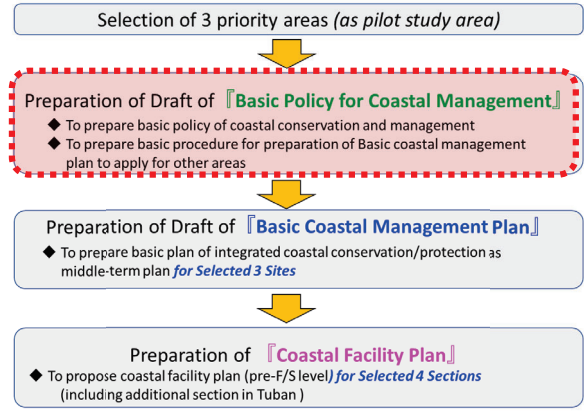 Selection of 3 priority areas (as pilot study area)
Preparation of Draft of『Basic Policy for Coastal Management』
◆ To prepare basic policy of coastal conservation and management
◆ To prepare basic procedure for preparation of Basic coastal management
plan to apply for other areas
Preparation of Draft of『Basic Coastal Management Plan』
◆ To prepare basic plan of integrated coastal conservation/protection as
middle-term plan for Selected 3 Sites
Preparation of 『Coastal Facility Plan』
◆ To propose coastal facility plan (pre-F/S level) for Selected 4 Sections
(including additional section in Tuban )